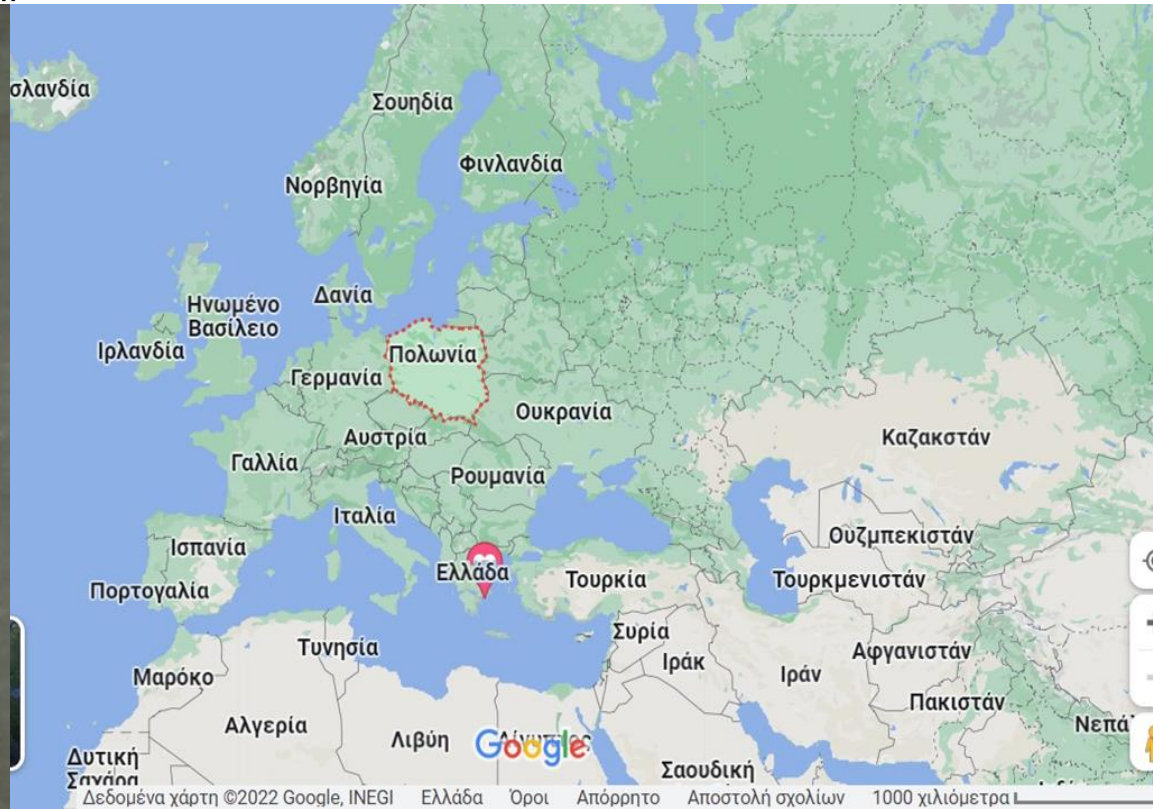 σλανδία
Σουηδία
Φινλανδία
Νορβηγία
Δανία
Ηνωμένο
Βασίλειο
Ιρλανδία
Πολωνία
Γερμανία
Ουκρανία
Αυστρία
Καζακστάν
Γαλλία
Ρουμανία
Ιταλία
Ουζμπεκιστάν
Ισπανία
Ελλάδα
Τουρκία
Τουρκμενιστάν
Πορτογαλία
Συρία
Τυνησία
Αφγανιστάν
Ιράκ
Ιράν
Μαρόκο
Πακιστάν
Αλγερία
Νεπά
Λιβύη
Google
Δυτική
Σαχάρα
Σαουδική
Δεδομένα χάρτη ©2022 Google, INEGI Ελλάδα Όροι Απόρρητο Αποστολή σχολίων 1000 χιλιόμετρα